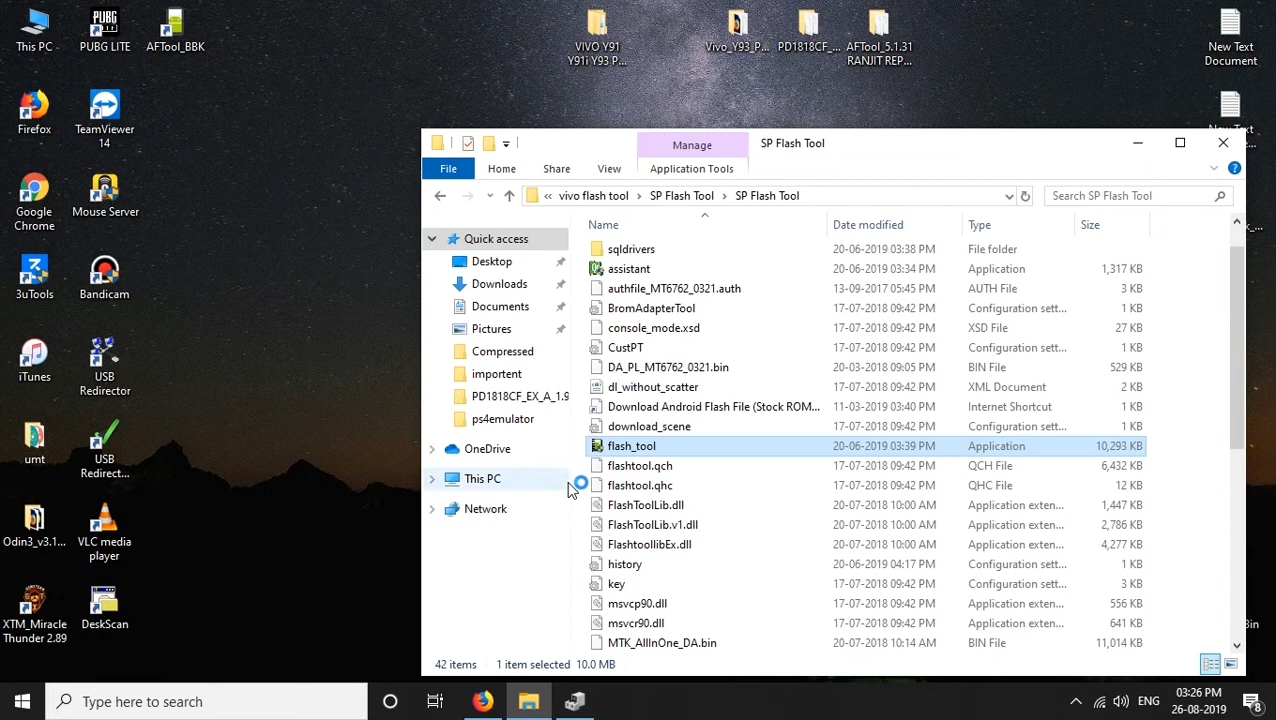 This PC
PUBG LITE
AFTool_BBK
VIVO Y91
Y91i Y93 P...
Vivo_Y93_P...
PD1818CF_...
AFTool_5.1.31
RANJIT REP...
New Text
Document
Firefox
TeamViewer
14
New Text
Google
Chrome
Mouse Server
3uTools
Bandicam
iTunes
USB
Redirector
umt
USB
Redirect...
Odin3_v3.1...
VLC media
player
XTM_Miracle
Thunder 2.89
DeskScan
Manage
SP Flash Tool
File
Home
Share
View
Application Tools
« vivo flash tool > SP Flash Tool > SP Flash Tool
Search SP Flash Tool
Quick access
Desktop
Downloads
Documents
Pictures
Compressed
importent
PD1818CF_EX_A_1.9
ps4emulator
OneDrive
This PC
Network
Name Date modified Type Size
sqldrivers 20-06-2019 03:38 PM File folder
assistant 20-06-2019 03:34 PM Application 1,317 KB
authfile_MT6762_0321.auth 13-09-2017 05:45 PM AUTH File 3 KB
BromAdapterTool 17-07-2018 09:42 PM Configuration sett... 1 KB
console_mode.xsd 17-07-2018 09:42 PM XSD File 27 KB
CustPT 17-07-2018 09:42 PM Configuration sett... 1 KB
DA_PL_MT6762_0321.bin 20-03-2018 09:05 PM BIN File 529 KB
dl_without_scatter 17-07-2018 09:42 PM XML Document 2 KB
Download Android Flash File (Stock ROM... 11-03-2019 03:40 PM Internet Shortcut 1 KB
download_scene 17-07-2018 09:42 PM Configuration sett... 1 KB
flash_tool 20-06-2019 03:39 PM Application 10,293 KB
flashtool.qch 17-07-2018 09:42 PM QCH File 6,432 KB
flashtool.qhc 17-07-2018 09:42 PM QHC File 12 KB
FlashToolLib.dll 20-07-2018 10:00 AM Application exten... 1,447 KB
FlashToolLib.v1.dll 20-07-2018 10:00 AM Application exten... 2,786 KB
FlashtoollibEx.dll 20-07-2018 10:00 AM Application exten... 4,277 KB
history 20-06-2019 04:17 PM Configuration sett... 1 KB
key 17-07-2018 09:42 PM Configuration sett... 3 KB
msvcp90.dll 17-07-2018 09:42 PM Application exten... 556 KB
msvcr90.dll 17-07-2018 09:42 PM Application exten... 641 KB
MTK_AllInOne_DA.bin 20-07-2018 10:14 AM BIN File 11,014 KB
42 items 1 item selected 10.0 MB
Type here to search
ENG
03:26 PM
26-08-2019
8